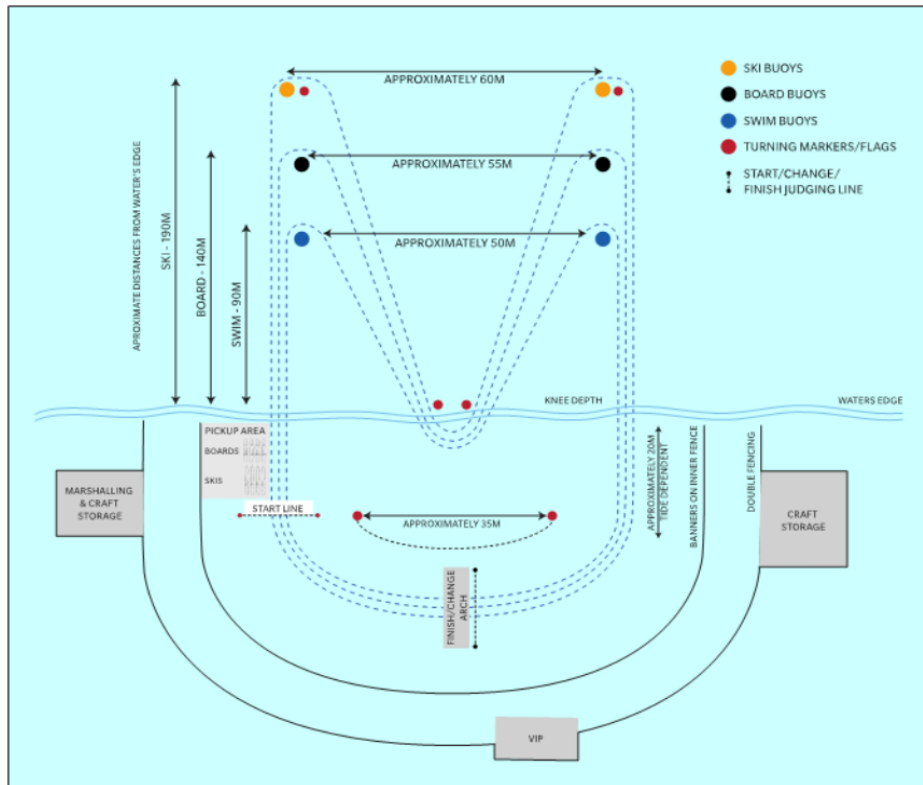 APPROXIMATELY 60M
SKI BUOYS
BOARD BUOYS
SWIM BUOYS
TURNING MARKERS/FLAGS
START/CHANGE/
FINISH JUDGING LINE
APPROXIMATELY 55M
APPROXIMATELY 50M
APROXIMATE DISTANCES FROM WATER'S EDGE
SKI - 190M
BOARD - 140M
SWIM - 90M
KNEE DEPTH
WATERS EDGE
PICKUP AREA
BOARDS
SKIS
MARSHALLING
& CRAFT
STORAGE
START LINE
APPROXIMATELY 35M
APPROXIMATELY 20M
TIDE DEPENDENT
BANNERS ON INNER FENCE
DOUBLE FENCING
CRAFT
STORAGE
FINISH/CHANGE
ARCH
VIP